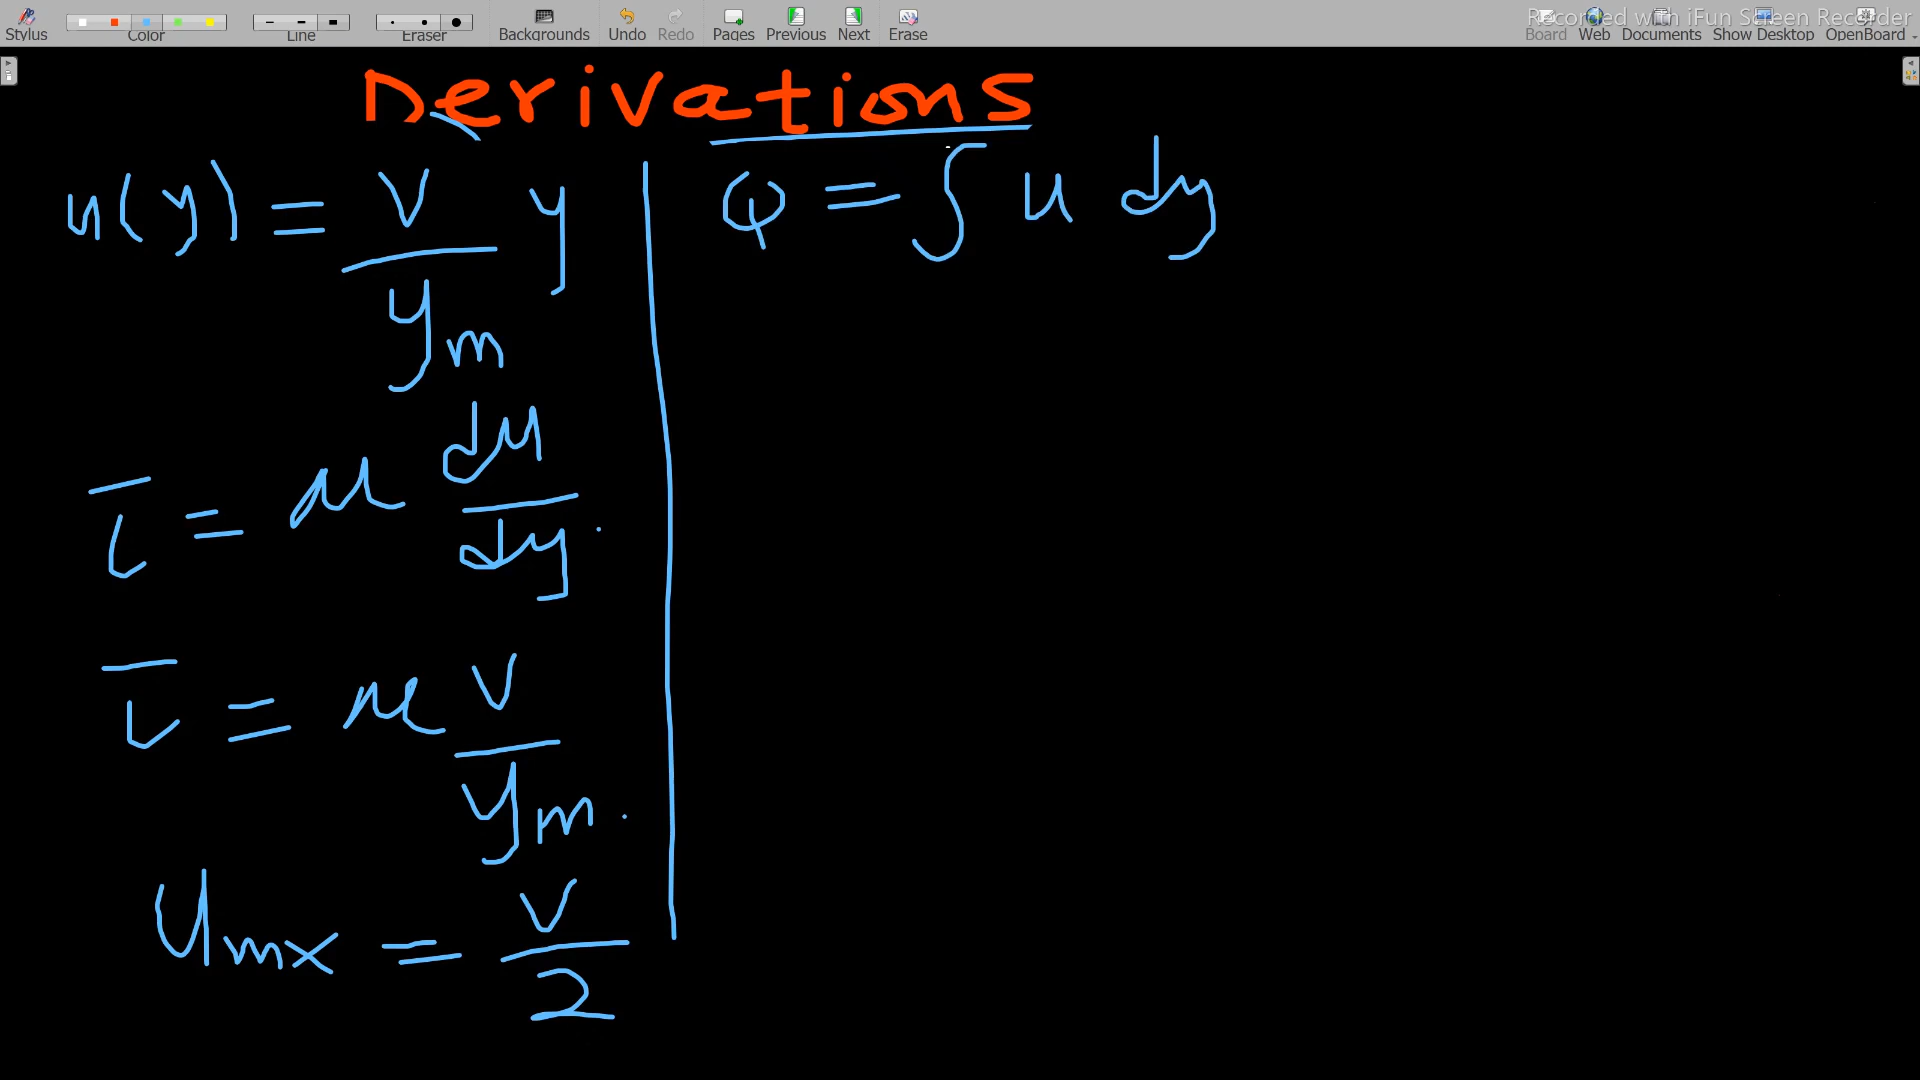 Recorded with iFun Screen Recorder
Stylus Color Line Eraser Backgrounds Undo Redo Pages Previous Next Erase Board Web Documents Show Desktop OpenBoard
Derivations
u(y) = V/ym y
τ = μ du/dy.
τ = μ V/ym.
umx = V/2
Q = ∫ u dy